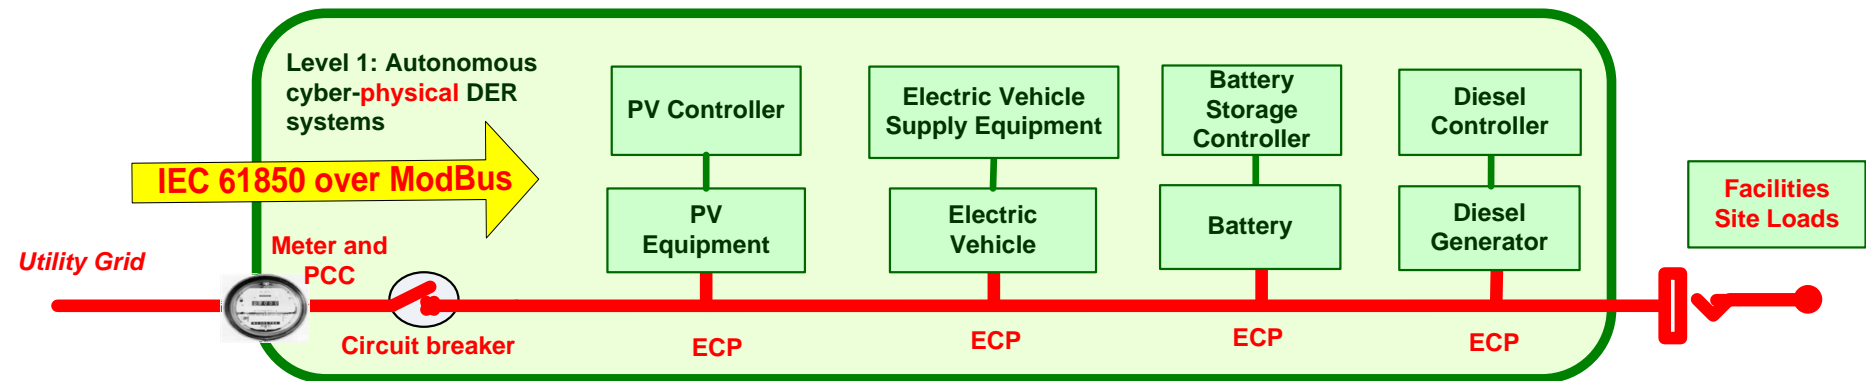 Level 1: Autonomous
cyber-physical DER
systems
IEC 61850 over ModBus
PV Controller
Electric Vehicle
Supply Equipment
Battery
Storage
Controller
Diesel
Controller
PV
Equipment
Electric
Vehicle
Battery
Diesel
Generator
Facilities
Site Loads
Utility Grid
Meter and
PCC
Circuit breaker
ECP
ECP
ECP
ECP